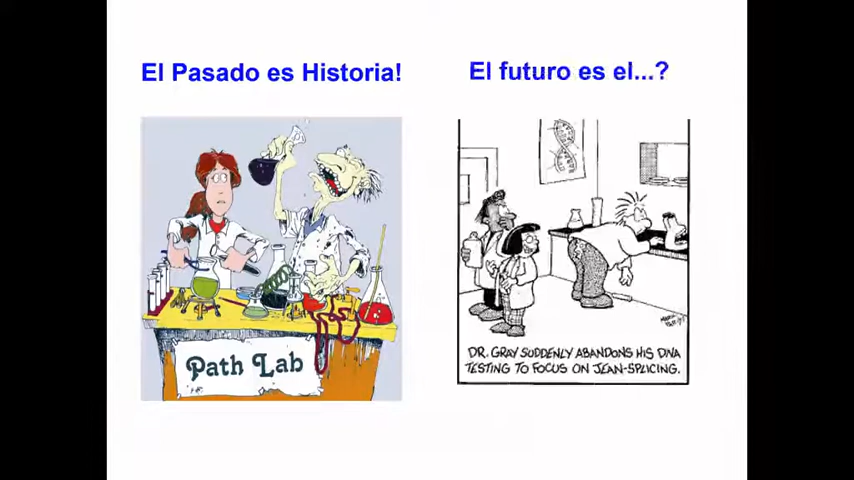 El Pasado es Historia!
El futuro es el...?
Path Lab
DR. GRAY SUDDENLY ABANDONS HIS DNA
TESTING TO FOCUS ON JEAN-SPLICING.